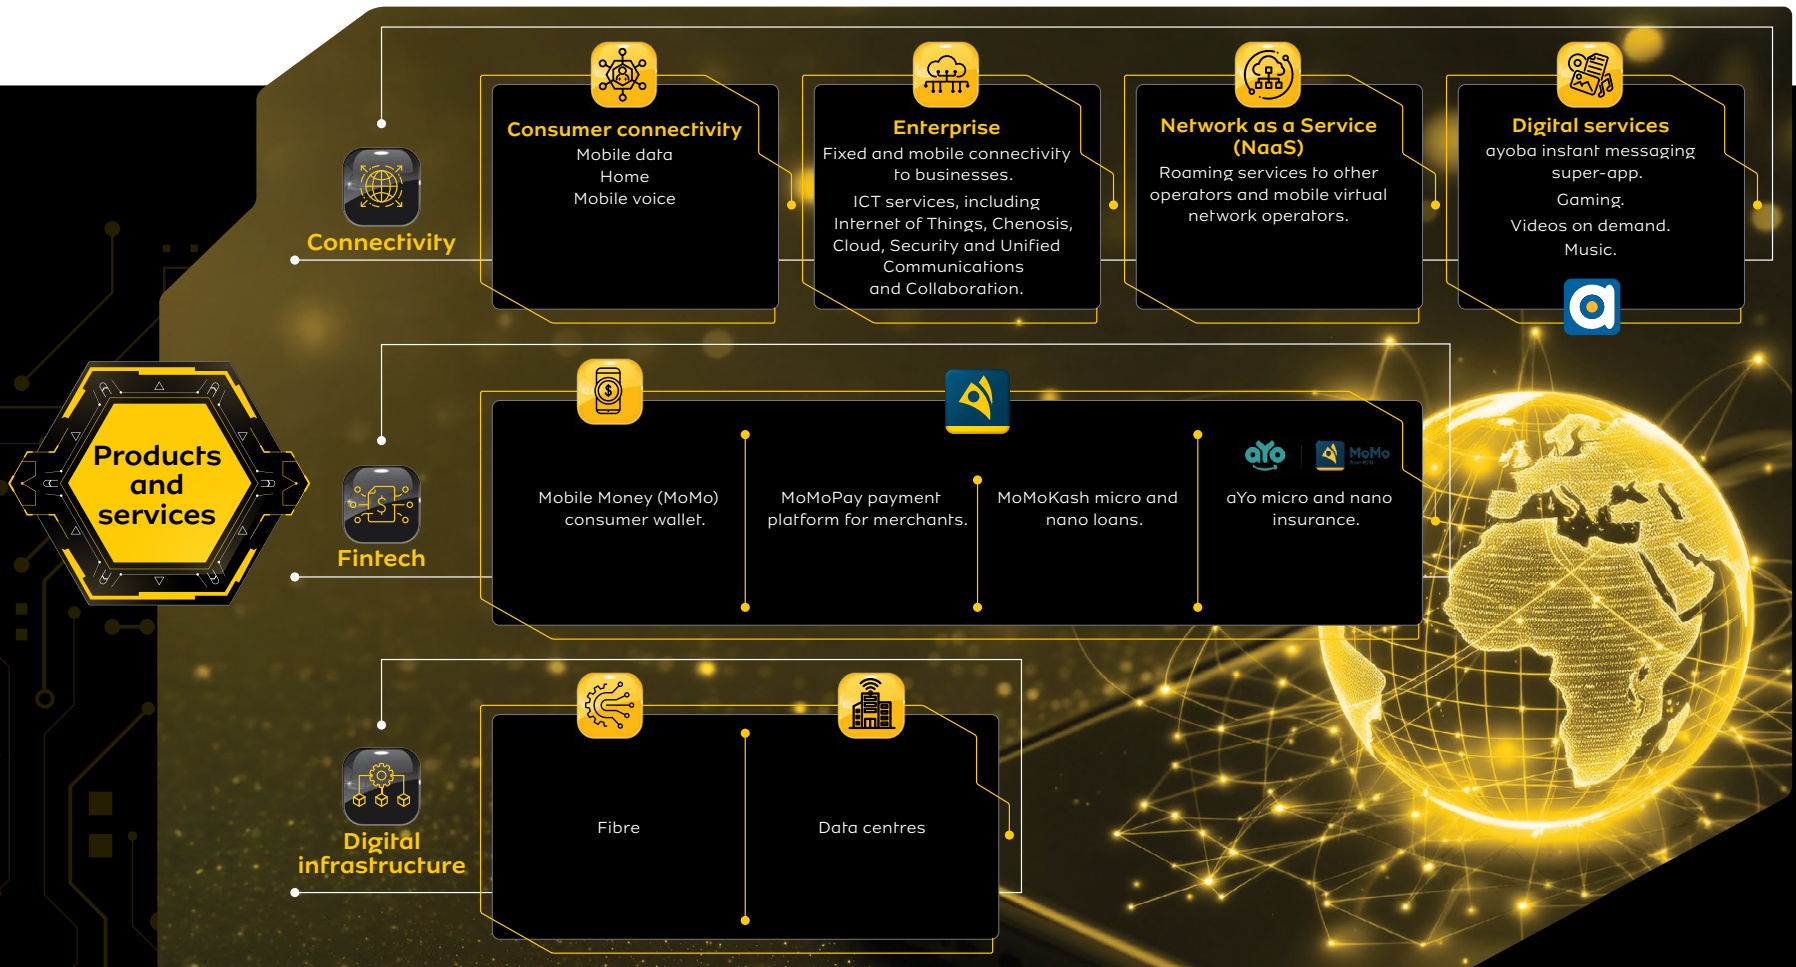 Products
and
services
Connectivity
Consumer connectivity
Mobile data
Home
Mobile voice
Enterprise
Fixed and mobile connectivity
to businesses.
ICT services, including
Internet of Things, Chenosis,
Cloud, Security and Unified
Communications
and Collaboration.
Network as a Service
(NaaS)
Roaming services to other
operators and mobile virtual
network operators.
Digital services
ayoba instant messaging
super-app.
Gaming.
Videos on demand.
Music.
Fintech
Mobile Money (MoMo)
consumer wallet.
MoMoPay payment
platform for merchants.
MoMoKash micro and
nano loans.
aYo
MoMo
aYo micro and nano
insurance.
Digital
infrastructure
Fibre
Data centres